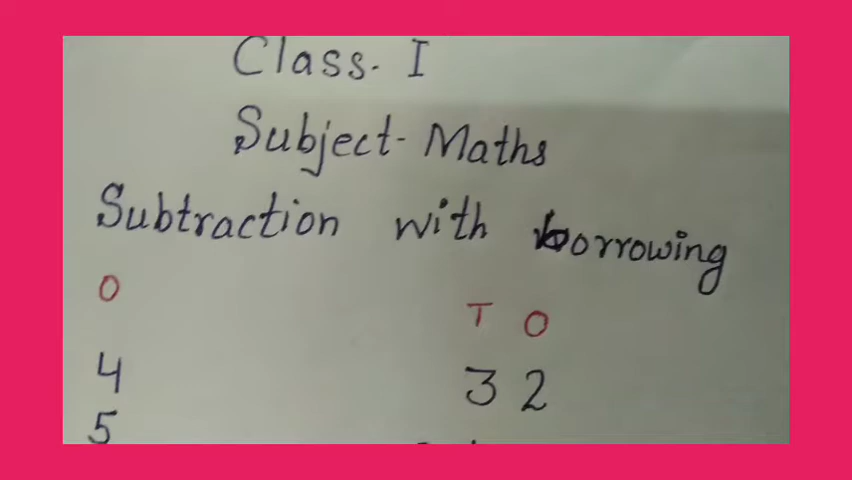 Class- I
Subject- Maths
Subtraction with borrowing
O T O
4 3 2
5